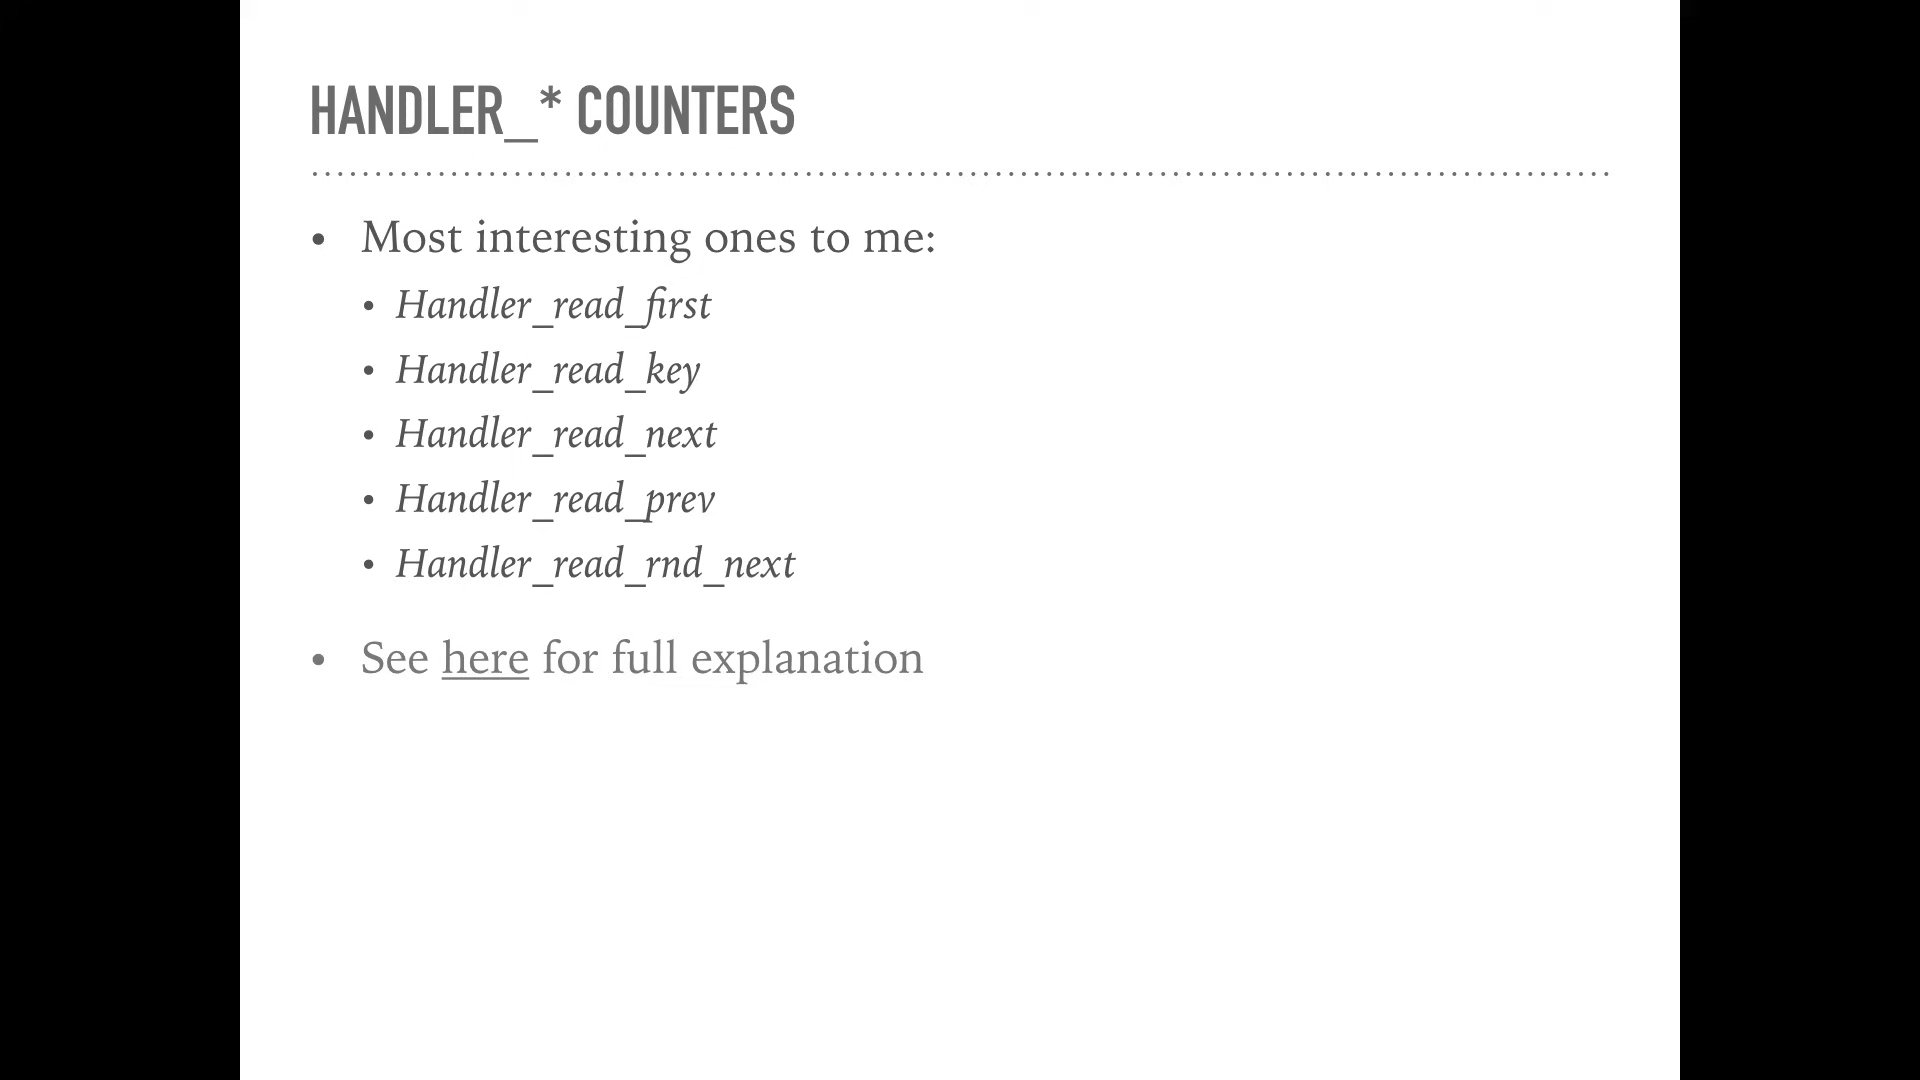 HANDLER_* COUNTERS
• Most interesting ones to me:
• Handler_read_first
• Handler_read_key
• Handler_read_next
• Handler_read_prev
• Handler_read_rnd_next
• See here for full explanation